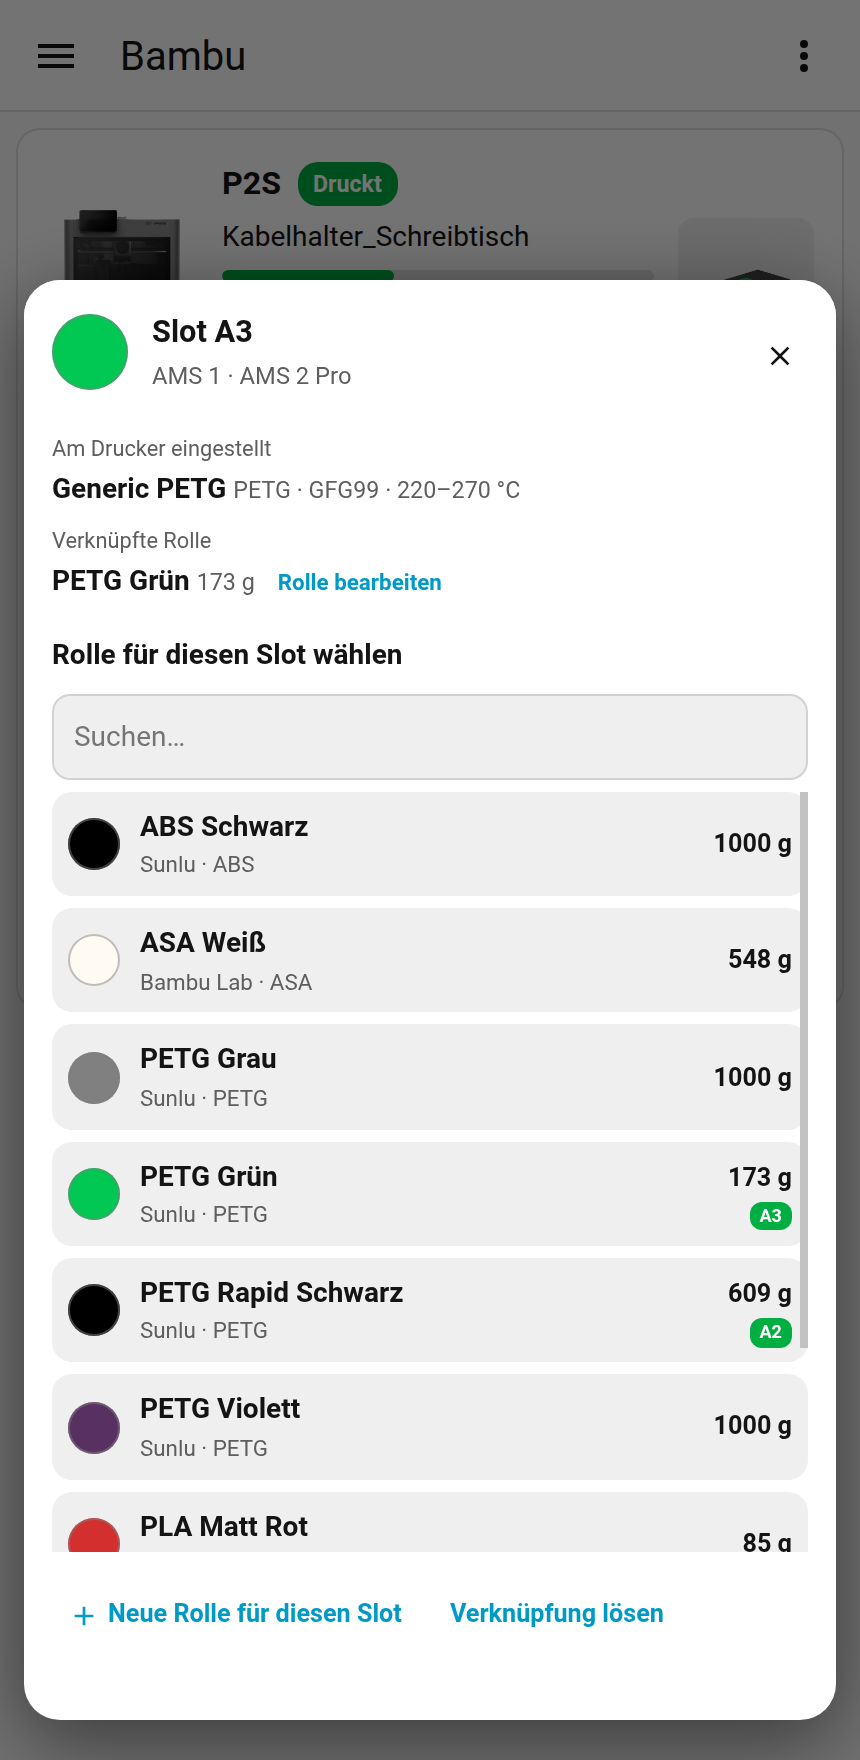 Bambu
P2S Druckt
Kabelhalter_Schreibtisch
Slot A3
AMS 1 · AMS 2 Pro
Am Drucker eingestellt
Generic PETG PETG · GFG99 · 220–270 °C
Verknüpfte Rolle
PETG Grün 173 g Rolle bearbeiten
Rolle für diesen Slot wählen
Suchen...
ABS Schwarz
Sunlu · ABS
1000 g
ASA Weiß
Bambu Lab · ASA
548 g
PETG Grau
Sunlu · PETG
1000 g
PETG Grün
Sunlu · PETG
173 g
A3
PETG Rapid Schwarz
Sunlu · PETG
609 g
A2
PETG Violett
Sunlu · PETG
1000 g
PLA Matt Rot
85 g
+ Neue Rolle für diesen Slot
Verknüpfung lösen